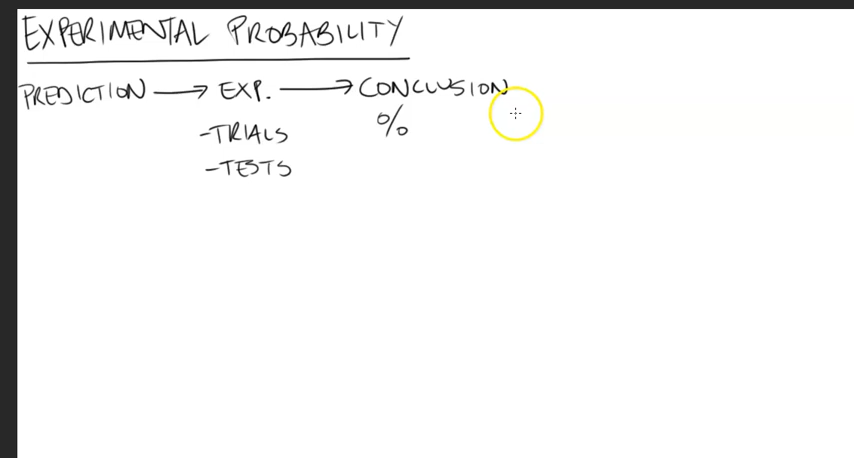 EXPERIMENTAL PROBABILITY
PREDICTION → EXP. → CONCLUSION
-TRIALS %
-TESTS